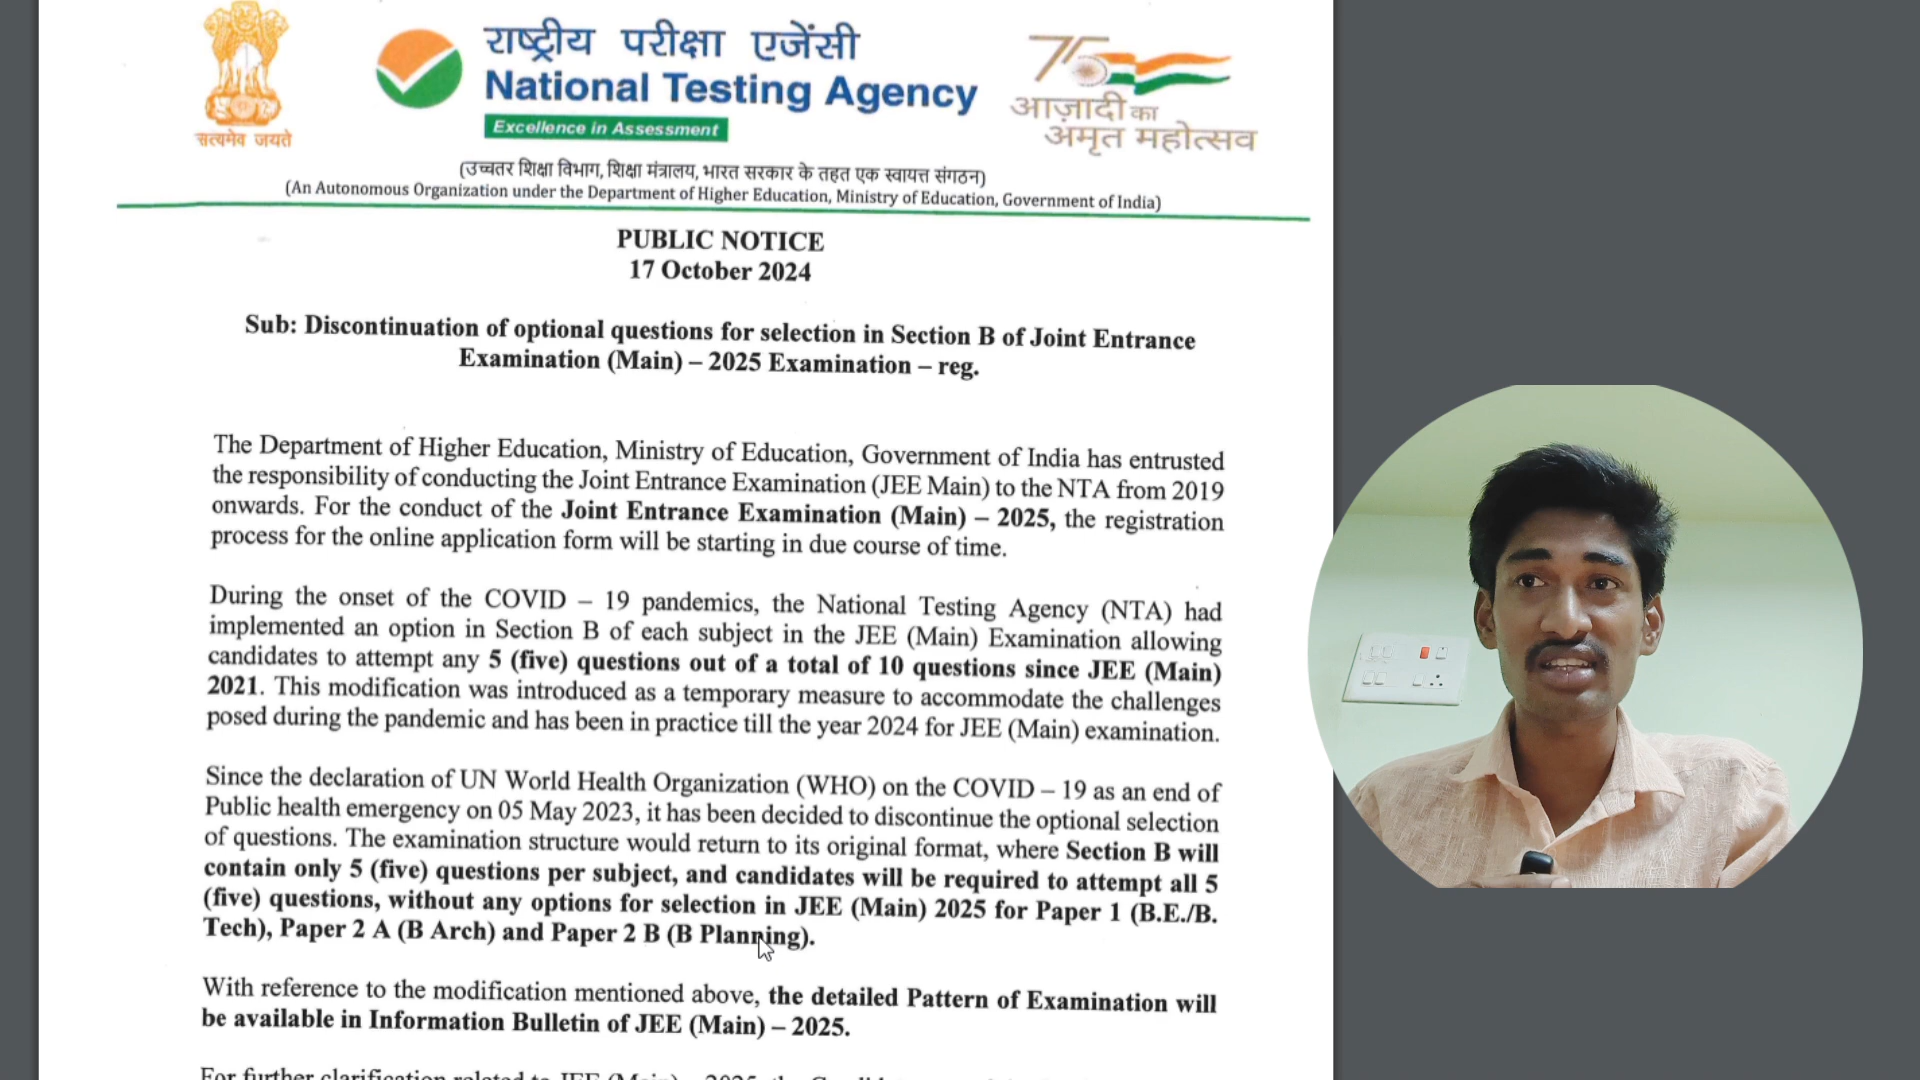 राष्ट्रीय परीक्षा एजेंसी
National Testing Agency
Excellence in Assessment
सत्यमेव जयते
75
आज़ादी का
अमृत महोत्सव
(उच्चतर शिक्षा विभाग, शिक्षा मंत्रालय, भारत सरकार के तहत एक स्वायत्त संगठन)
(An Autonomous Organization under the Department of Higher Education, Ministry of Education, Government of India)
PUBLIC NOTICE
17 October 2024
Sub: Discontinuation of optional questions for selection in Section B of Joint Entrance
Examination (Main) – 2025 Examination – reg.
The Department of Higher Education, Ministry of Education, Government of India has entrusted
the responsibility of conducting the Joint Entrance Examination (JEE Main) to the NTA from 2019
onwards. For the conduct of the Joint Entrance Examination (Main) – 2025, the registration
process for the online application form will be starting in due course of time.
During the onset of the COVID – 19 pandemics, the National Testing Agency (NTA) had
implemented an option in Section B of each subject in the JEE (Main) Examination allowing
candidates to attempt any 5 (five) questions out of a total of 10 questions since JEE (Main)
2021. This modification was introduced as a temporary measure to accommodate the challenges
posed during the pandemic and has been in practice till the year 2024 for JEE (Main) examination.
Since the declaration of UN World Health Organization (WHO) on the COVID – 19 as an end of
Public health emergency on 05 May 2023, it has been decided to discontinue the optional selection
of questions. The examination structure would return to its original format, where Section B will
contain only 5 (five) questions per subject, and candidates will be required to attempt all 5
(five) questions, without any options for selection in JEE (Main) 2025 for Paper 1 (B.E./B.
Tech), Paper 2 A (B Arch) and Paper 2 B (B Planning).
With reference to the modification mentioned above, the detailed Pattern of Examination will
be available in Information Bulletin of JEE (Main) – 2025.
For further clarification related to JEE (Main) – 2025, the